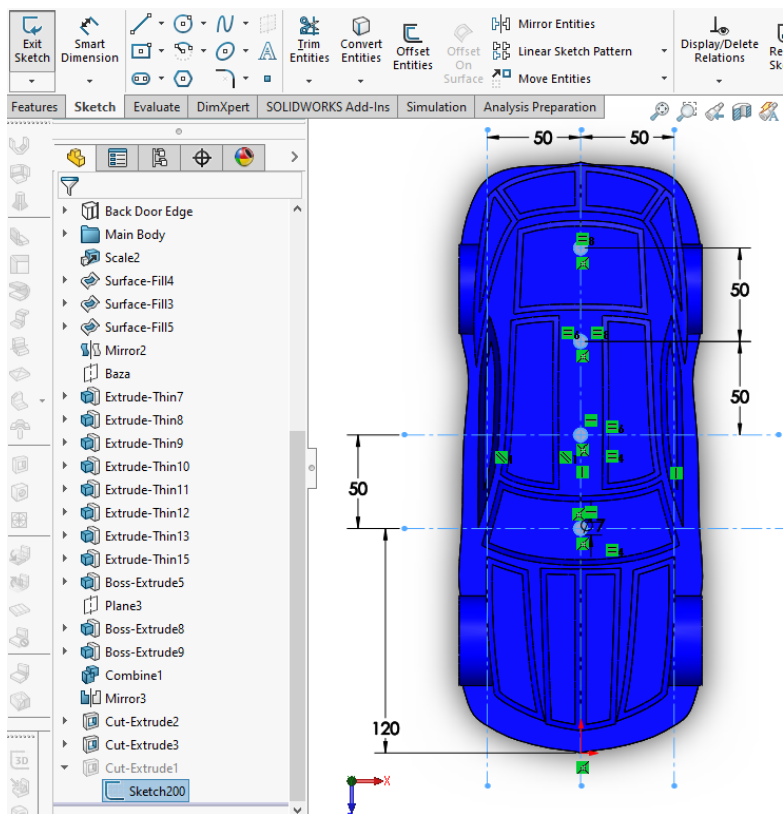 Exit Sketch
Smart Dimension
Trim Entities
Convert Entities
Offset Entities
Offset On Surface
Mirror Entities
Linear Sketch Pattern
Move Entities
Display/Delete Relations
Features
Sketch
Evaluate
DimXpert
SOLIDWORKS Add-Ins
Simulation
Analysis Preparation
Back Door Edge
Main Body
Scale2
Surface-Fill4
Surface-Fill3
Surface-Fill5
Mirror2
Baza
Extrude-Thin7
Extrude-Thin8
Extrude-Thin9
Extrude-Thin10
Extrude-Thin11
Extrude-Thin12
Extrude-Thin13
Extrude-Thin15
Boss-Extrude5
Plane3
Boss-Extrude8
Boss-Extrude9
Combine1
Mirror3
Cut-Extrude2
Cut-Extrude3
Cut-Extrude1
Sketch200
3D
50
50
50
50
50
120
X